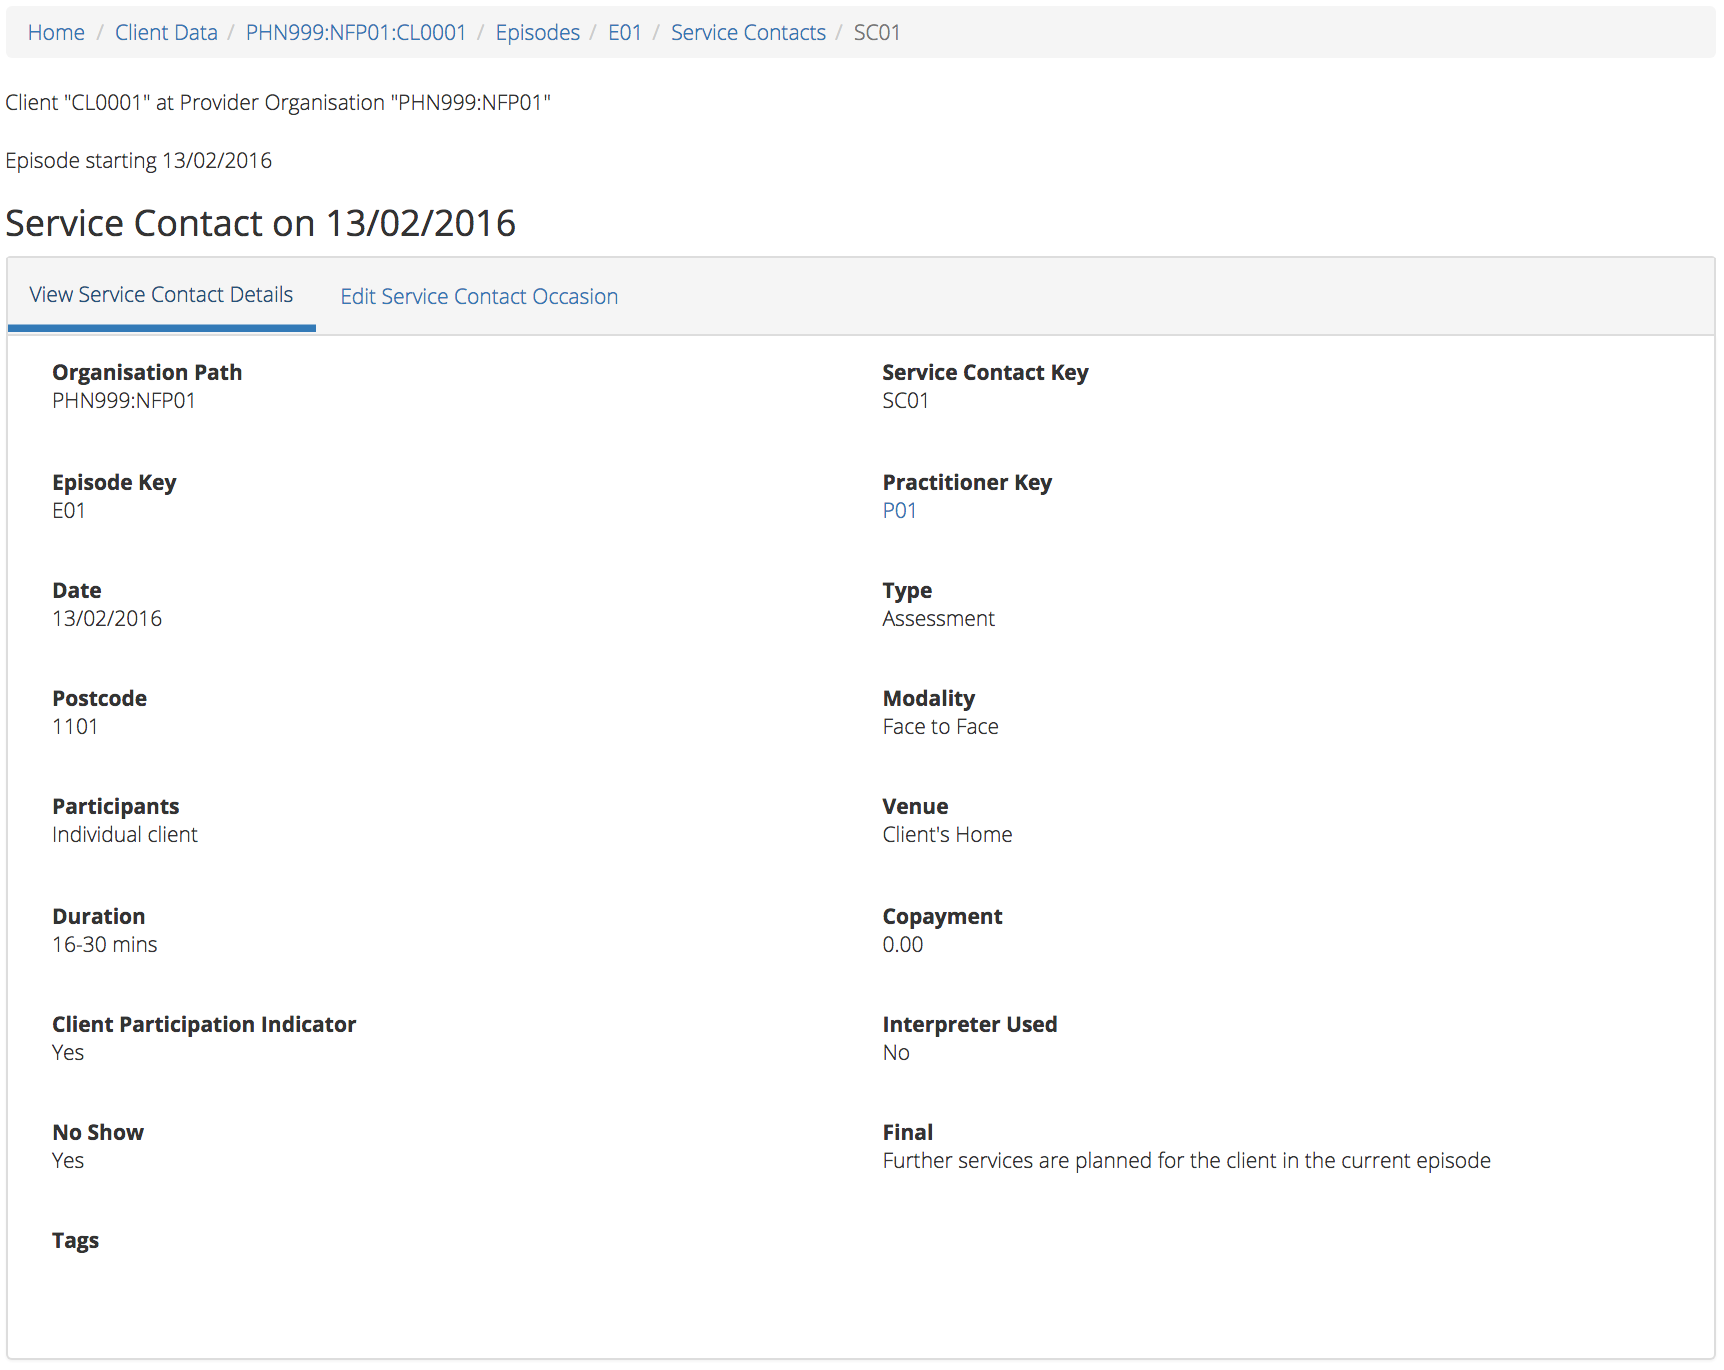 Home / Client Data / PHN999:NFP01:CL0001 / Episodes / E01 / Service Contacts / SC01
Client "CL0001" at Provider Organisation "PHN999:NFP01"
Episode starting 13/02/2016
Service Contact on 13/02/2016
View Service Contact Details Edit Service Contact Occasion
Organisation Path
PHN999:NFP01
Service Contact Key
SC01
Episode Key
E01
Practitioner Key
P01
Date
13/02/2016
Type
Assessment
Postcode
1101
Modality
Face to Face
Participants
Individual client
Venue
Client's Home
Duration
16-30 mins
Copayment
0.00
Client Participation Indicator
Yes
Interpreter Used
No
No Show
Yes
Final
Further services are planned for the client in the current episode
Tags